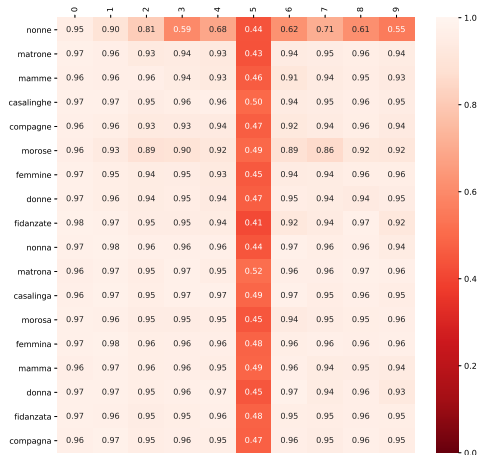 0 1 2 3 4 5 6 7 8 9
nonne 0.95 0.90 0.81 0.59 0.68 0.44 0.62 0.71 0.61 0.55
matrone 0.97 0.96 0.93 0.94 0.93 0.43 0.94 0.95 0.96 0.94
mamme 0.96 0.96 0.96 0.94 0.93 0.46 0.91 0.94 0.95 0.93
casalinghe 0.97 0.97 0.95 0.96 0.96 0.50 0.94 0.95 0.96 0.95
compagne 0.96 0.96 0.93 0.93 0.94 0.47 0.92 0.94 0.96 0.94
morose 0.96 0.93 0.89 0.90 0.92 0.49 0.89 0.86 0.92 0.92
femmine 0.97 0.95 0.94 0.95 0.93 0.45 0.94 0.94 0.96 0.96
donne 0.97 0.96 0.94 0.95 0.94 0.47 0.95 0.94 0.94 0.95
fidanzate 0.98 0.97 0.95 0.95 0.94 0.41 0.92 0.94 0.97 0.92
nonna 0.97 0.98 0.96 0.96 0.96 0.44 0.97 0.96 0.96 0.94
matrona 0.96 0.97 0.95 0.97 0.95 0.52 0.96 0.96 0.97 0.96
casalinga 0.97 0.96 0.95 0.97 0.97 0.49 0.97 0.95 0.96 0.95
morosa 0.97 0.96 0.95 0.95 0.95 0.45 0.94 0.95 0.95 0.96
femmina 0.97 0.98 0.96 0.96 0.96 0.48 0.96 0.96 0.95 0.96
mamma 0.96 0.97 0.96 0.96 0.95 0.49 0.96 0.94 0.95 0.94
donna 0.97 0.97 0.95 0.96 0.97 0.45 0.97 0.94 0.96 0.93
fidanzata 0.97 0.96 0.95 0.95 0.96 0.48 0.95 0.95 0.96 0.95
compagna 0.96 0.97 0.95 0.96 0.95 0.47 0.96 0.95 0.96 0.95
1.0
0.8
0.6
0.4
0.2
0.0